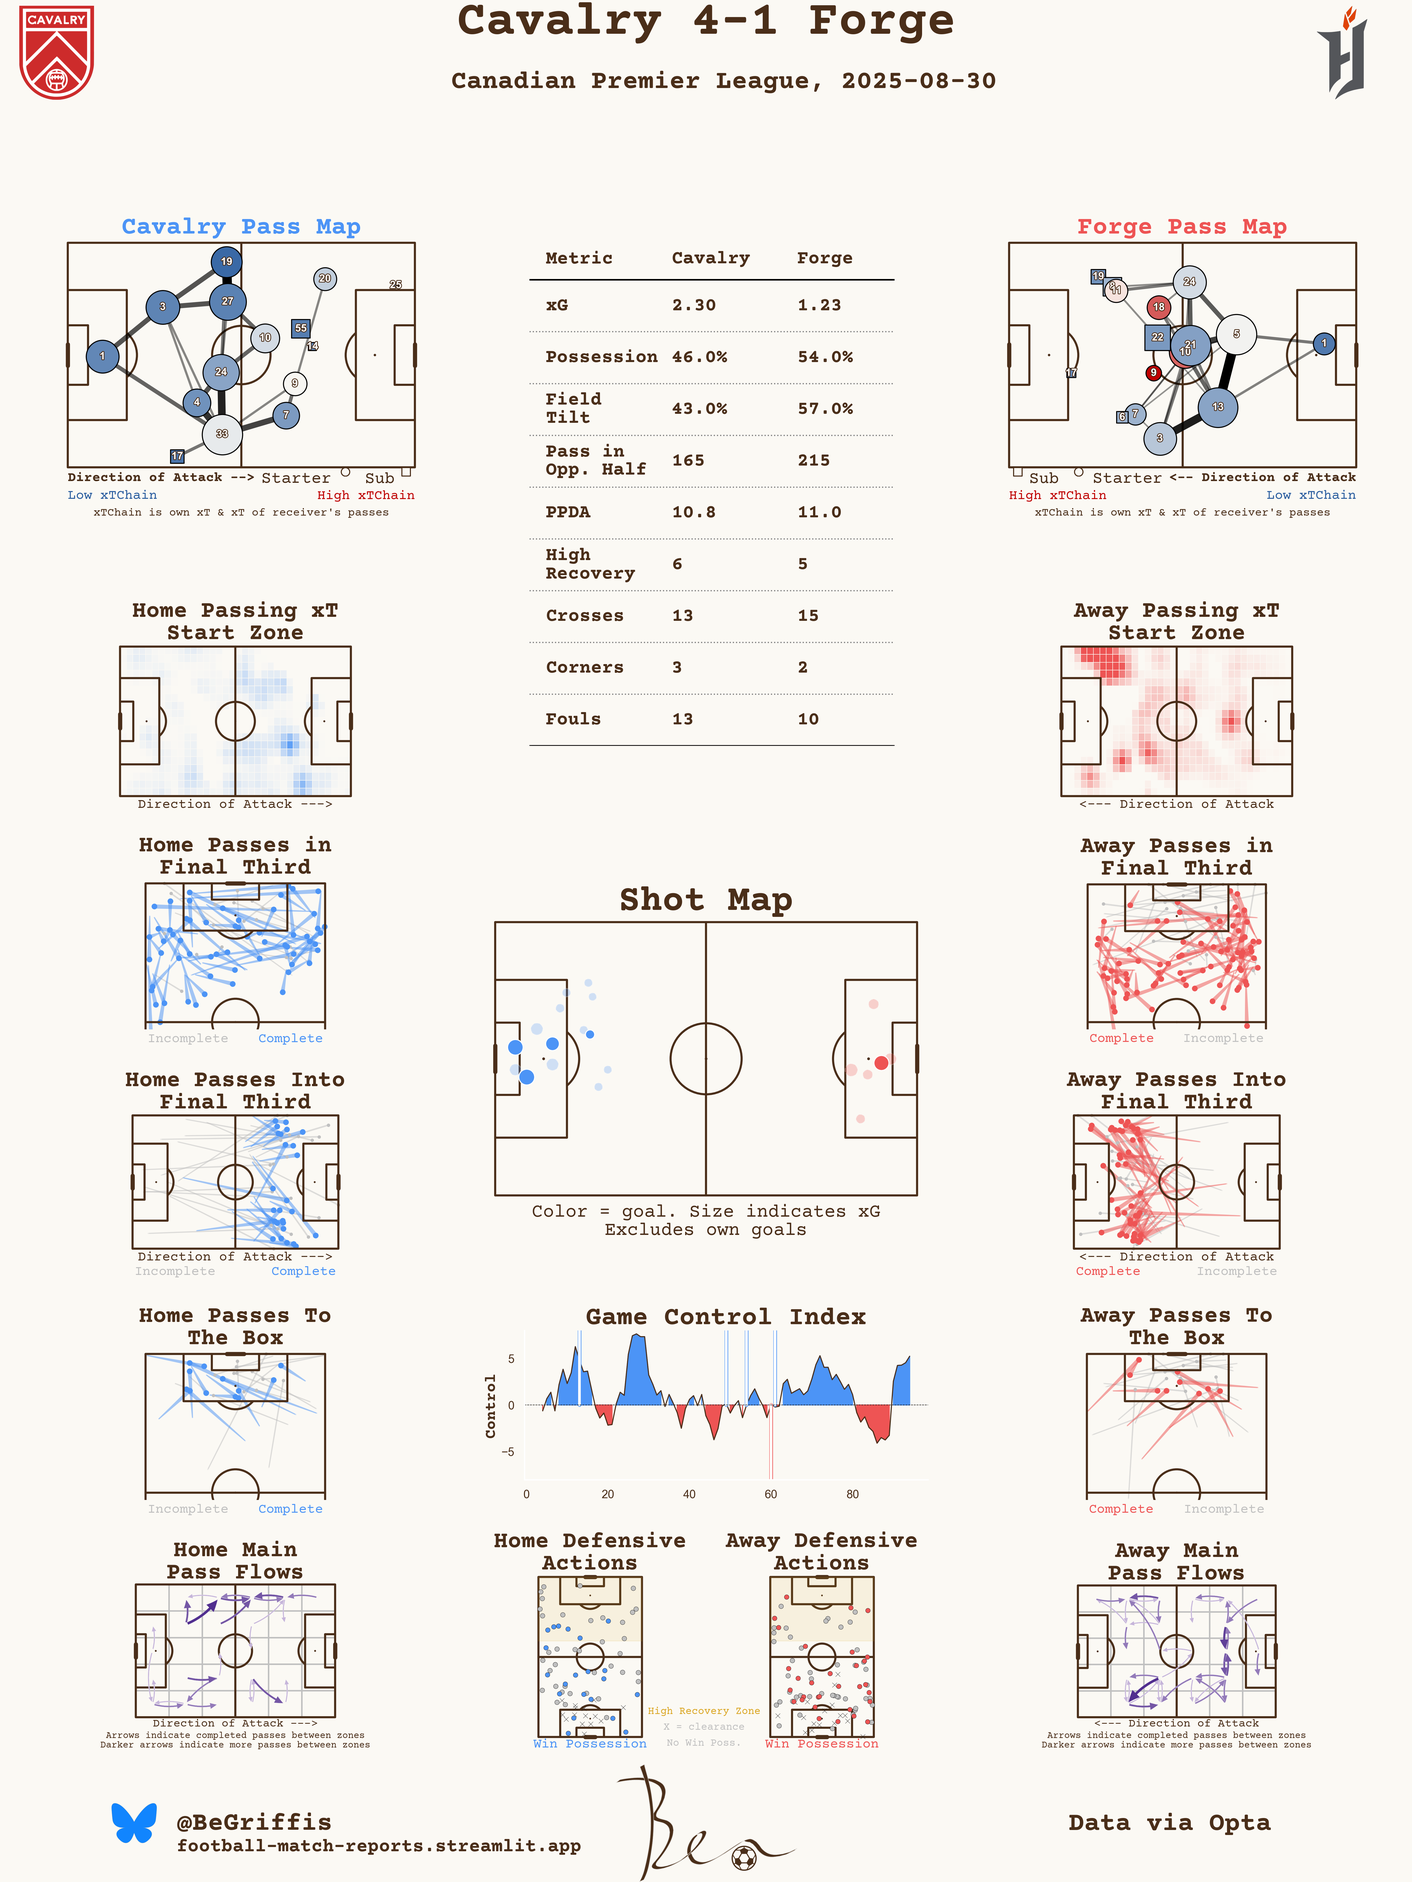 CAVALRY
Cavalry 4-1 Forge
Canadian Premier League, 2025-08-30
Cavalry Pass Map
19
3
27
20
25
10
55
14
1
24
9
4
7
33
17
Direction of Attack --> Starter Sub
Low xTChain High xTChain
xTChain is own xT & xT of receiver's passes
Metric Cavalry Forge
xG 2.30 1.23
Possession 46.0% 54.0%
Field
Tilt 43.0% 57.0%
Pass in
Opp. Half 165 215
PPDA 10.8 11.0
High
Recovery 6 5
Crosses 13 15
Corners 3 2
Fouls 13 10
Forge Pass Map
19
8
11
24
18
22
21
10
5
1
17
9
6
7
13
3
Sub Starter <-- Direction of Attack
High xTChain Low xTChain
xTChain is own xT & xT of receiver's passes
Home Passing xT
Start Zone
Direction of Attack --->
Away Passing xT
Start Zone
<--- Direction of Attack
Home Passes in
Final Third
Incomplete Complete
Away Passes in
Final Third
Complete Incomplete
Shot Map
Color = goal. Size indicates xG
Excludes own goals
Home Passes Into
Final Third
Direction of Attack --->
Incomplete Complete
Away Passes Into
Final Third
<--- Direction of Attack
Complete Incomplete
Home Passes To
The Box
Incomplete Complete
Game Control Index
Control
5
0
−5
0 20 40 60 80
Away Passes To
The Box
Complete Incomplete
Home Main
Pass Flows
Direction of Attack --->
Arrows indicate completed passes between zones
Darker arrows indicate more passes between zones
Home Defensive
Actions
Win Possession
High Recovery Zone
X = clearance
No Win Poss.
Away Defensive
Actions
Win Possession
Away Main
Pass Flows
<--- Direction of Attack
Arrows indicate completed passes between zones
Darker arrows indicate more passes between zones
@BeGriffis
football-match-reports.streamlit.app
Ben
Data via Opta